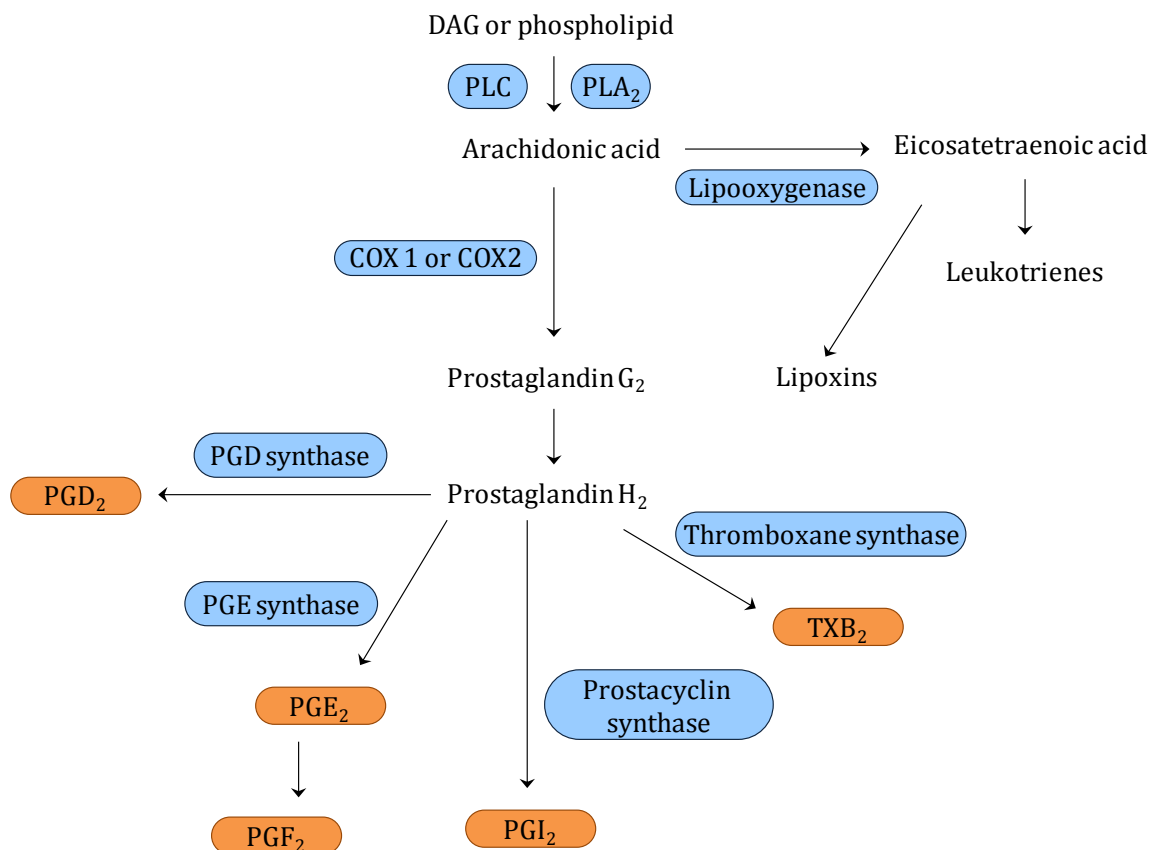 DAG or phospholipid
PLC
PLA₂
Arachidonic acid
Eicosatetraenoic acid
Lipooxygenase
COX 1 or COX2
Leukotrienes
Prostaglandin G₂
Lipoxins
PGD synthase
PGD₂
Prostaglandin H₂
Thromboxane synthase
PGE synthase
TXB₂
Prostacyclin
synthase
PGE₂
PGF₂
PGI₂